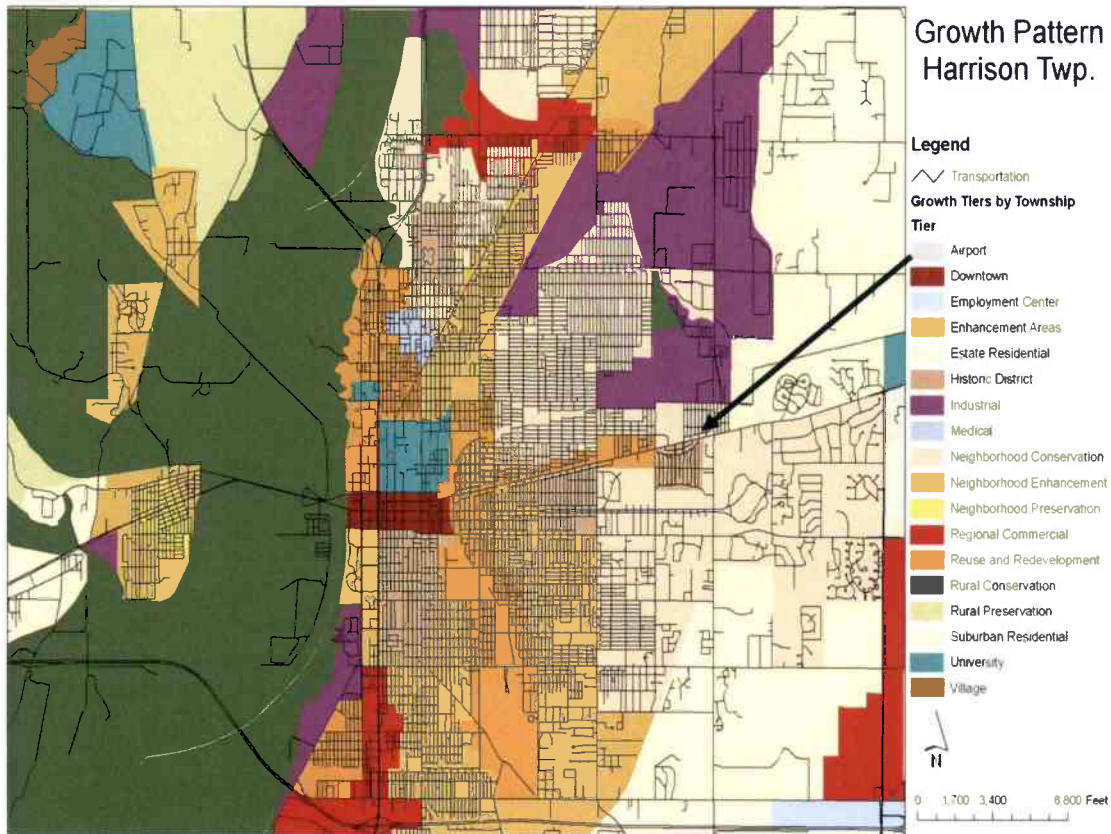 Growth Pattern
Harrison Twp.
Legend
Transportation
Growth Tiers by Township
Tier
Airport
Downtown
Employment Center
Enhancement Areas
Estate Residential
Historic District
Industrial
Medical
Neighborhood Conservation
Neighborhood Enhancement
Neighborhood Preservation
Regional Commercial
Reuse and Redevelopment
Rural Conservation
Rural Preservation
Suburban Residential
University
Village
N
0 1,700 3,400 6,800 Feet